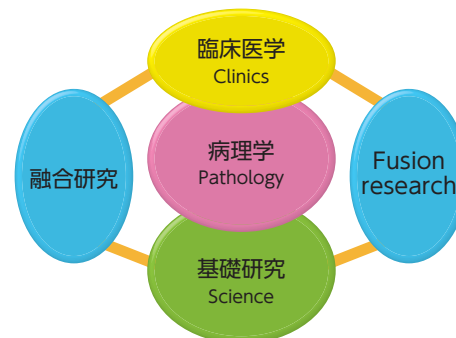 臨床医学
Clinics
融合研究
病理学
Pathology
Fusion
research
基礎研究
Science